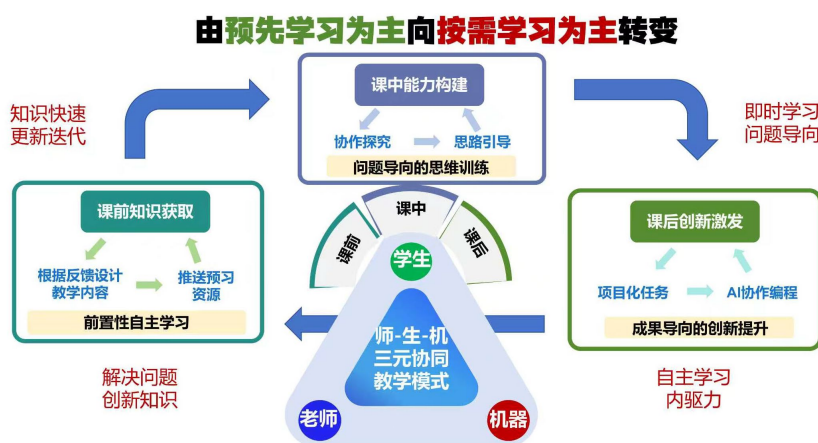 由预先学习为主向按需学习为主转变
知识快速
更新迭代
课中能力构建
协作探究
思路引导
问题导向的思维训练
即时学习
问题导向
课前知识获取
根据反馈设计
教学内容
推送预习
资源
前置性自主学习
课前
课中
课后
课后创新激发
项目化任务
AI协作编程
成果导向的创新提升
学生
师-生-机
三元协同
教学模式
老师
机器
解决问题
创新知识
自主学习
内驱力